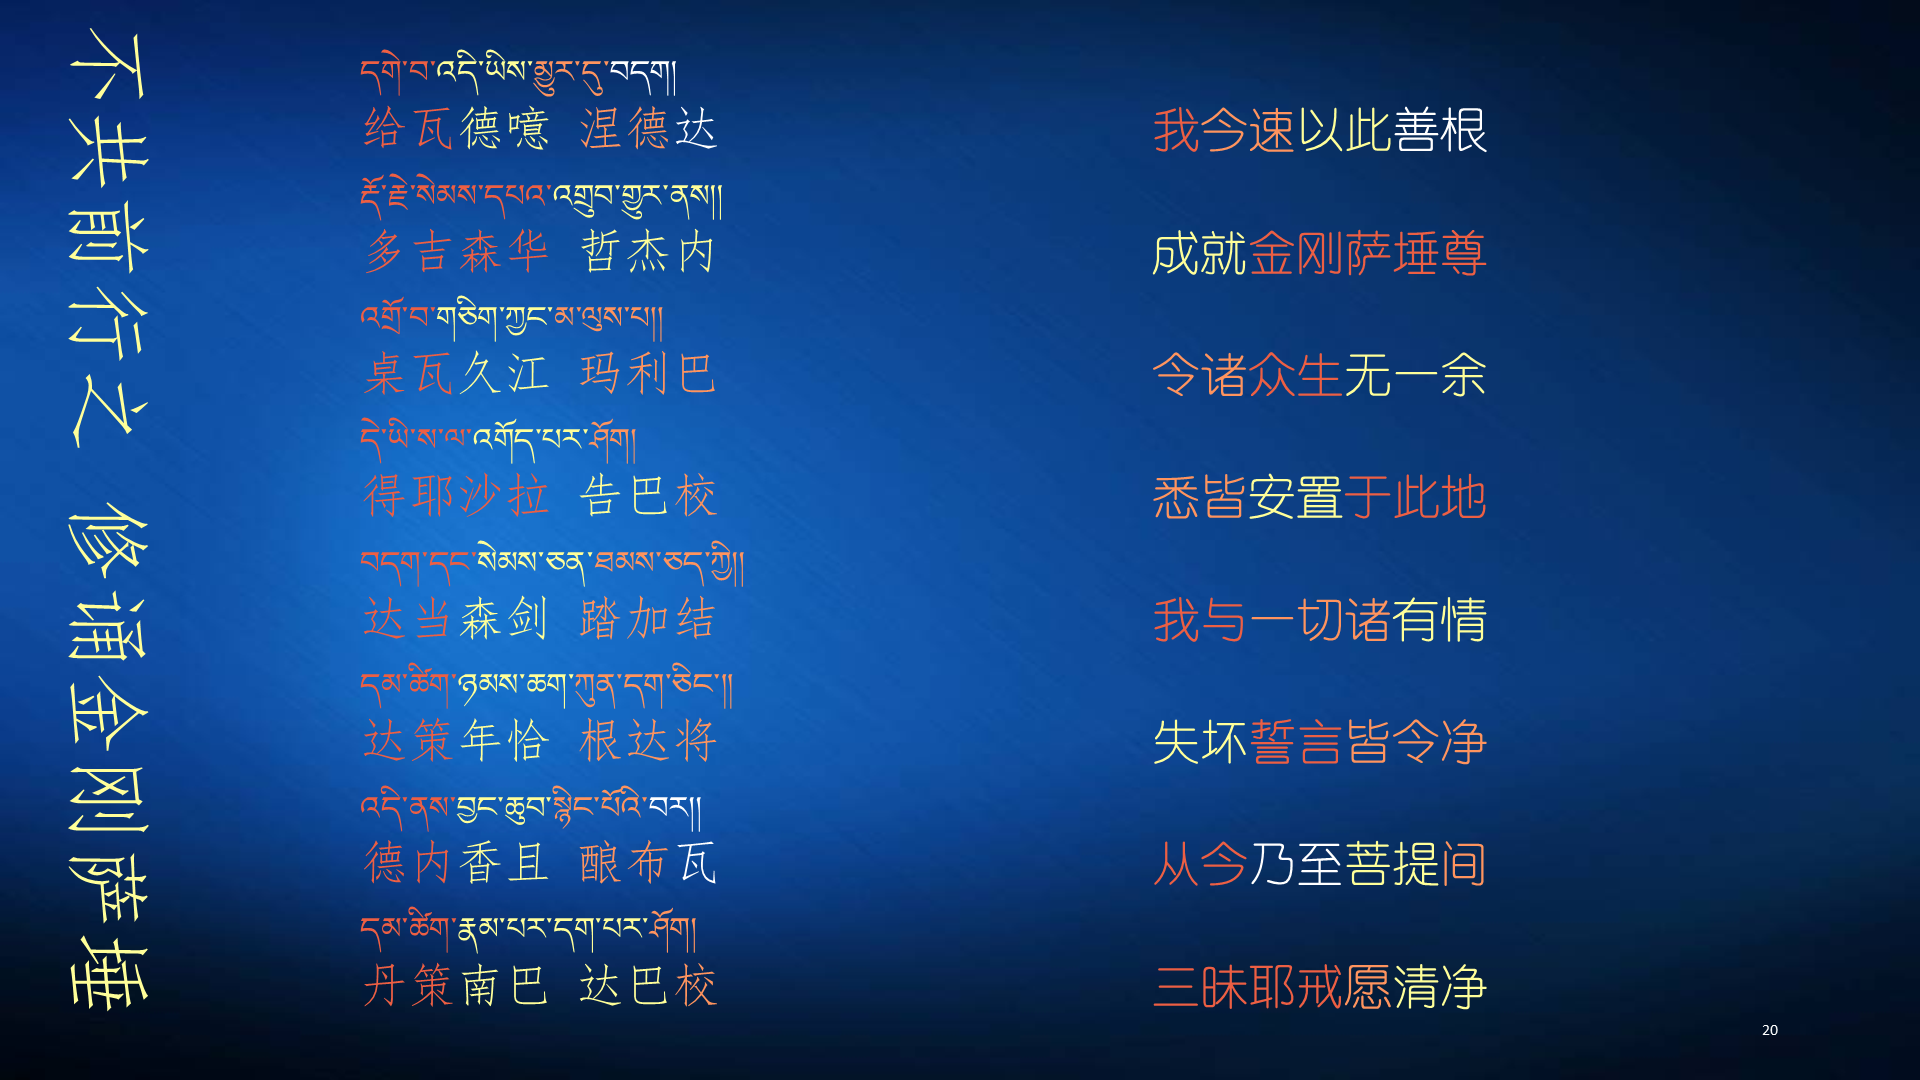 不共前行之 修诵金刚萨埵
དགེ་བ་འདི་ཡིས་མྱུར་དུ་བདག།
给瓦德噫 涅德达
我今速以此善根
རྡོ་རྗེ་སེམས་དཔའ་འགྲུབ་གྱུར་ནས།།
多吉森华 哲杰内
成就金刚萨埵尊
འགྲོ་བ་གཅིག་ཀྱང་མ་ལུས་པ།།
桌瓦久江 玛利巴
令诸众生无一余
དེ་ཡི་ས་ལ་འགོད་པར་ཤོག།
得耶沙拉 告巴校
悉皆安置于此地
བདག་དང་སེམས་ཅན་ཐམས་ཅད་ཀྱི།།
达当森剑 踏加结
我与一切诸有情
དམ་ཚིག་ཉམས་ཆག་ཀུན་དག་ཅིང་།།
达策年恰 根达将
失坏誓言皆令净
འདི་ནས་བྱང་ཆུབ་སྙིང་པོའི་བར།།
德内香且 酿布瓦
从今乃至菩提间
དམ་ཚིག་རྣམ་པར་དག་པར་ཤོག།
丹策南巴 达巴校
三昧耶戒愿清净
20